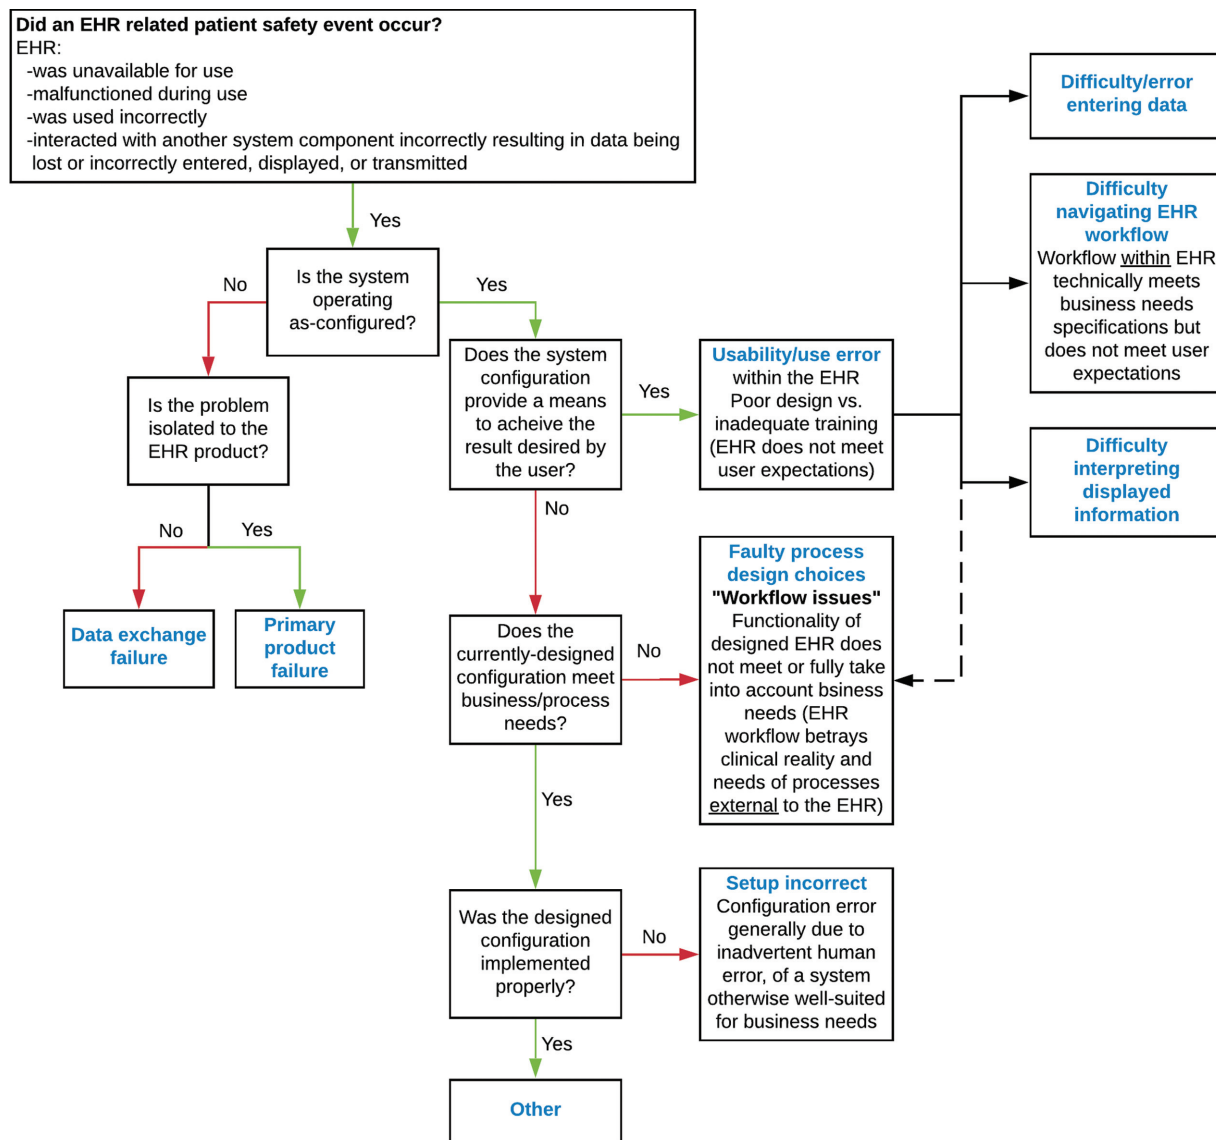 Did an EHR related patient safety event occur?
EHR:
-was unavailable for use
-malfunctioned during use
-was used incorrectly
-interacted with another system component incorrectly resulting in data being
lost or incorrectly entered, displayed, or transmitted
Yes
Is the system
operating
as-configured?
No
Yes
Is the problem
isolated to the
EHR product?
No
Yes
Data exchange
failure
Primary
product
failure
Does the system
configuration
provide a means
to acheive the
result desired by
the user?
Yes
No
Usability/use error
within the EHR
Poor design vs.
inadequate training
(EHR does not meet
user expectations)
Difficulty/error
entering data
Difficulty
navigating EHR
workflow
Workflow within EHR
technically meets
business needs
specifications but
does not meet user
expectations
Difficulty
interpreting
displayed
information
Does the
currently-designed
configuration meet
business/process
needs?
No
Yes
Faulty process
design choices
"Workflow issues"
Functionality of
designed EHR does
not meet or fully take
into account bsiness
needs (EHR
workflow betrays
clinical reality and
needs of processes
external to the EHR)
Was the designed
configuration
implemented
properly?
No
Yes
Setup incorrect
Configuration error
generally due to
inadvertent human
error, of a system
otherwise well-suited
for business needs
Other